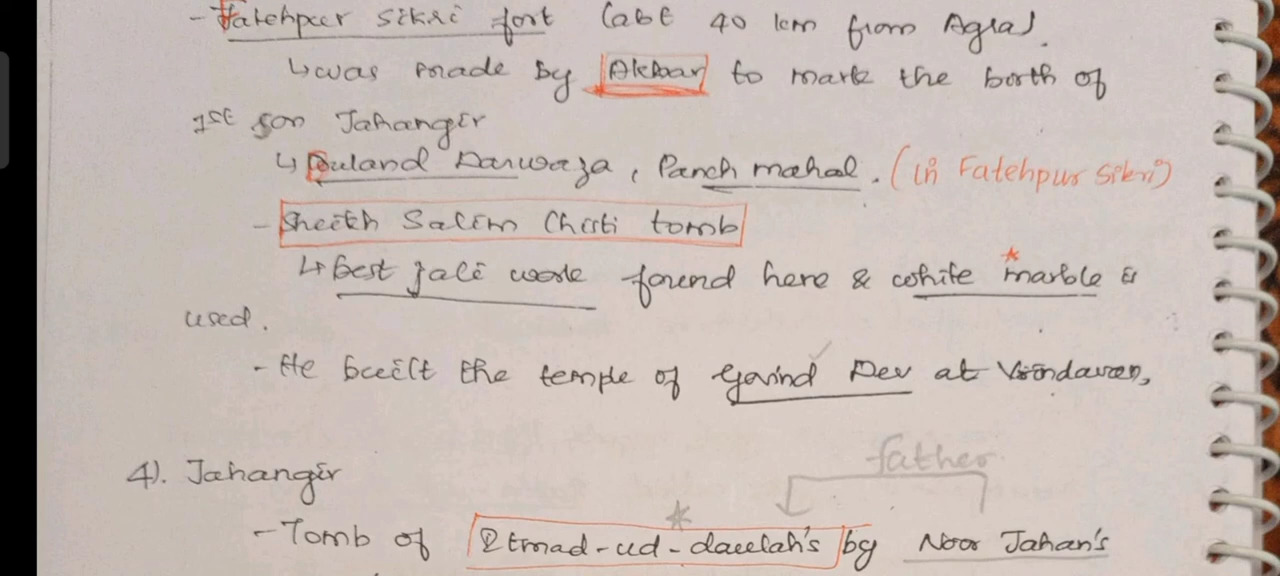 - Fatehpur Sikri fort (abt 40 km from Agra).
↳ was made by Akbar to mark the birth of
1st son Jahangir
↳ Buland Darwaza, Panch mahal. (in Fatehpur Sikri)
- Sheikh Salim Chisti tomb
↳ Best jali work found here & white marble is
used.
- He built the temple of Govind Dev at Vrindavan,
father
4). Jahangir
- Tomb of Itmad-ud-daulah's by Noor Jahan's